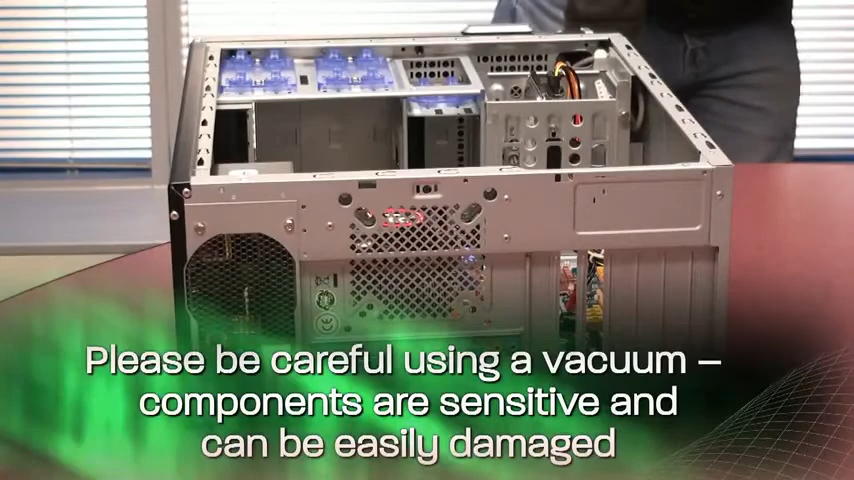 Please be careful using a vacuum –
components are sensitive and
can be easily damaged